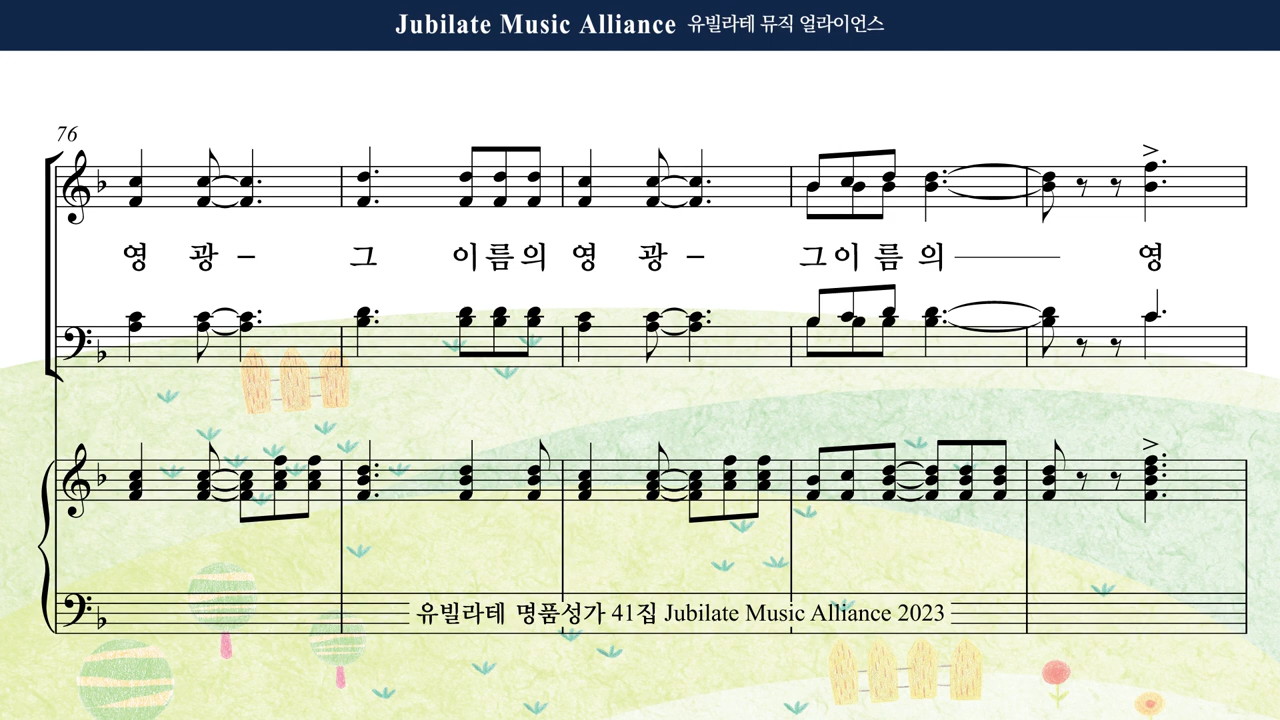 Jubilate Music Alliance 유빌라테 뮤직 얼라이언스
76
영 광 - 그 이름의 영 광 - 그이 름 의 영
유빌라테 명품성가 41집 Jubilate Music Alliance 2023